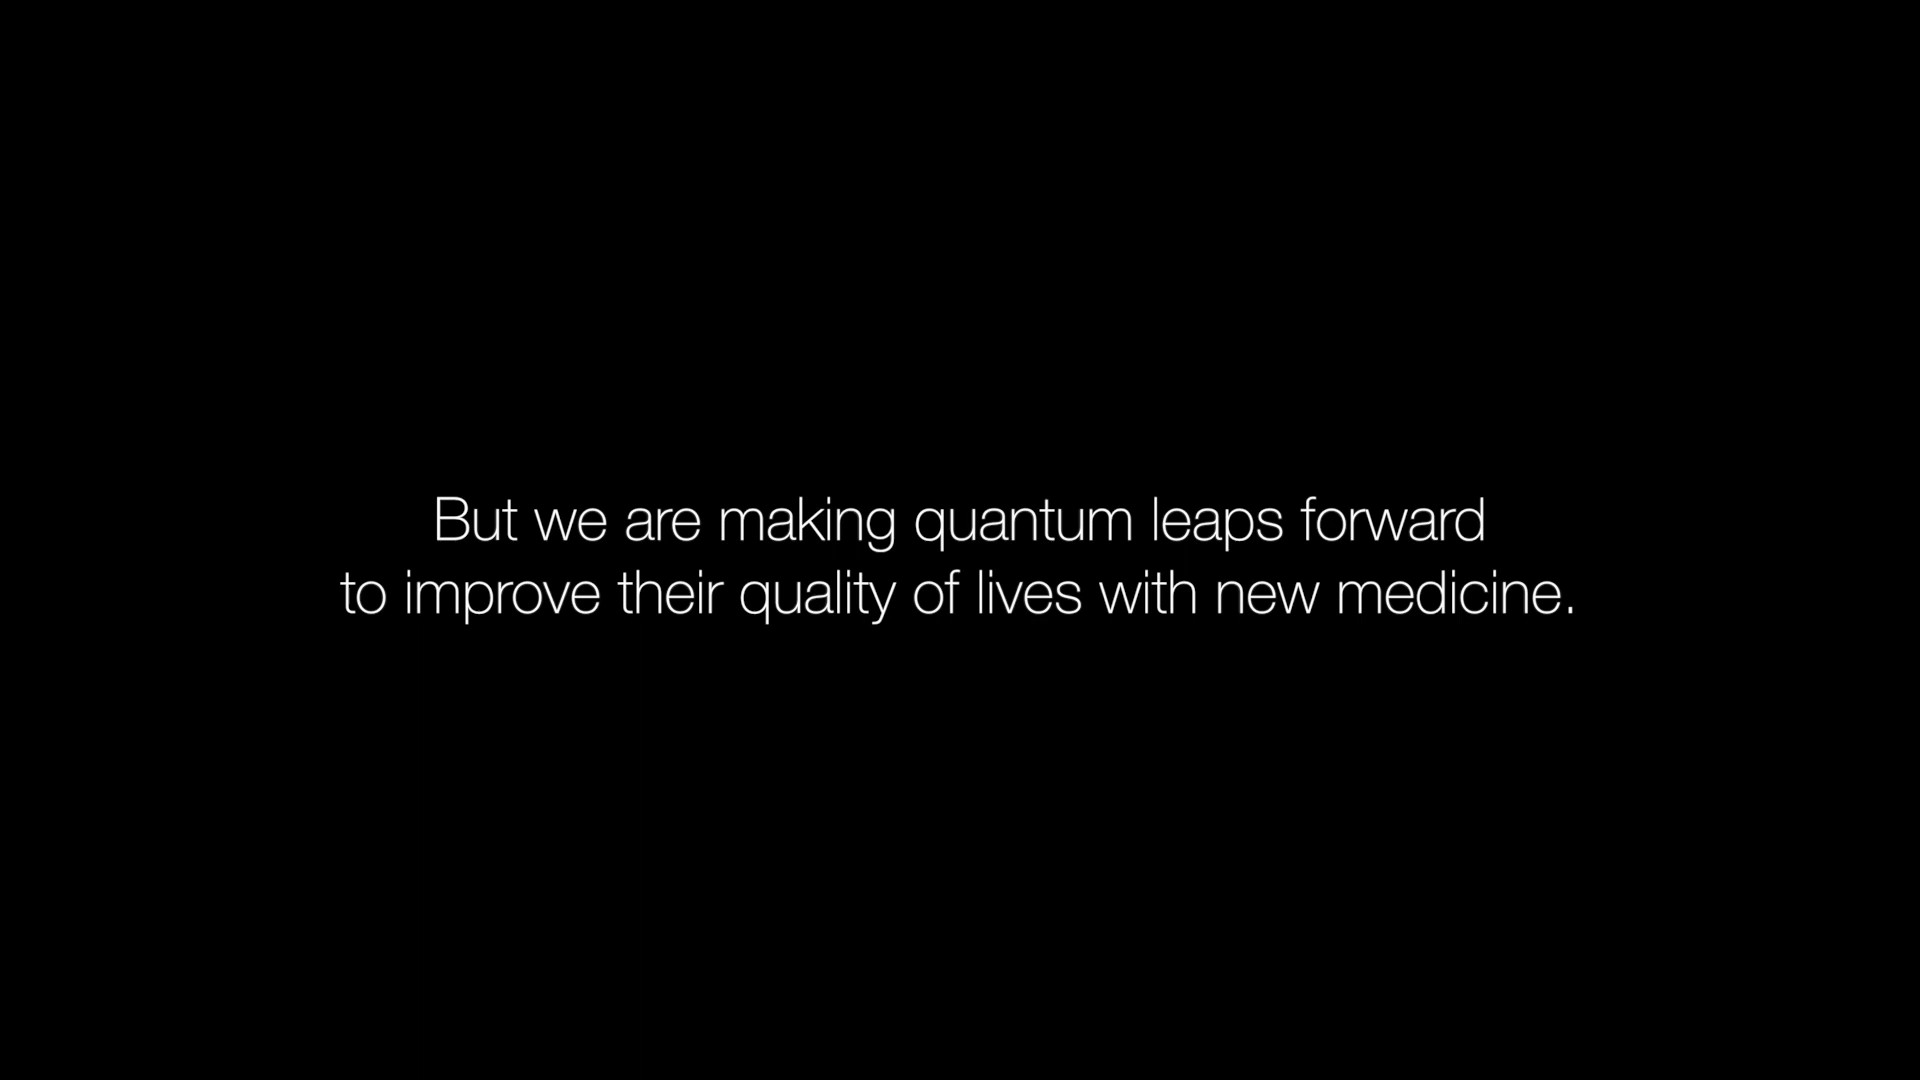 But we are making quantum leaps forward
to improve their quality of lives with new medicine.